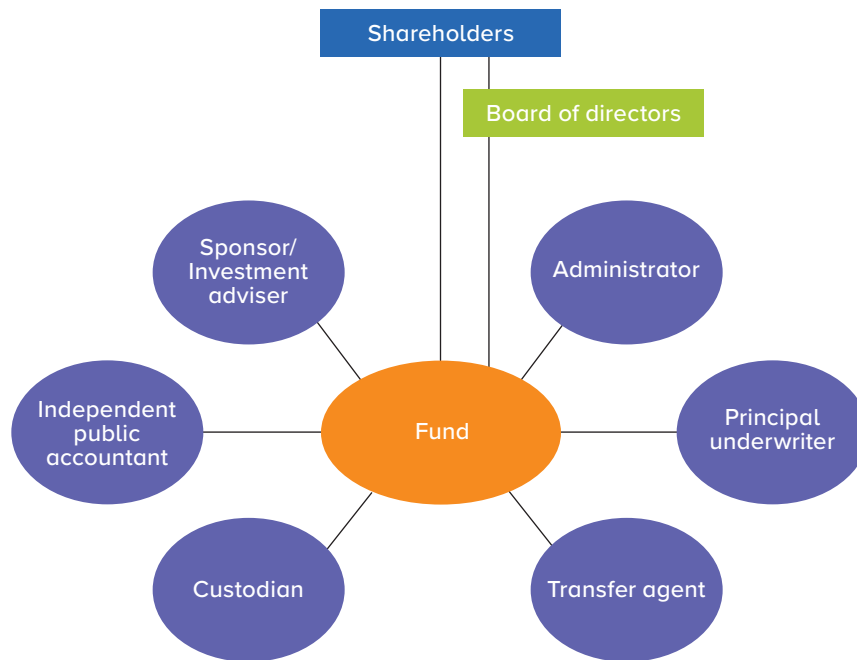 Shareholders
Board of directors
Sponsor/
Investment
adviser
Administrator
Independent
public
accountant
Fund
Principal
underwriter
Custodian
Transfer agent